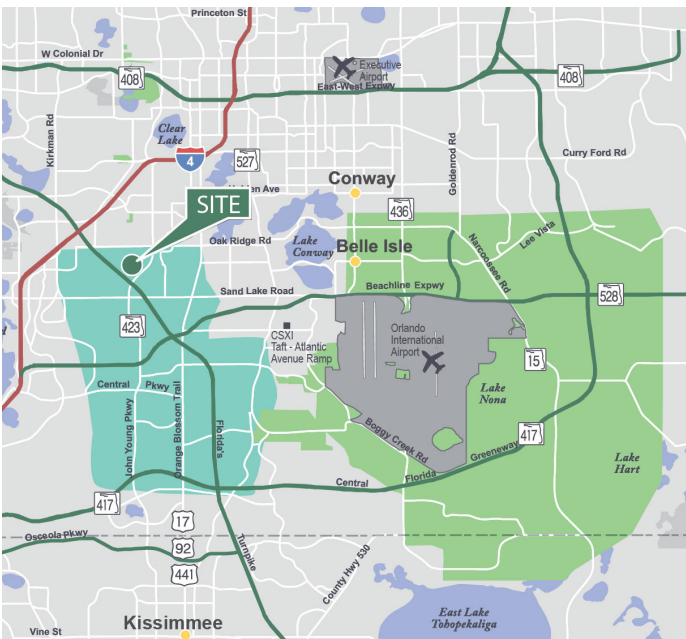 Princeton St
W Colonial Dr
408
Executive
Airport
East-West Expwy
408
Kirkman Rd
Clear
Lake
4
527
Goldenrod Rd
Curry Ford Rd
Conway
SITE
436
Oak Ridge Rd
Lake
Conway
Belle Isle
Narcoossee Rd
Lee Vista
Sand Lake Road
Beachline Expwy
528
423
CSXI
Taft - Atlantic
Avenue Ramp
Orlando
International
Airport
15
Central Pkwy
Lake
Nona
John Young Pkwy
Orange Blossom Trail
Florida's
Boggy Creek Rd
417
Lake
Hart
Central Florida Greeneway
417
17
Osceola Pkwy
92
Turnpike
441
County Hwy 530
East Lake
Tohopekaliga
Kissimmee
Vine St